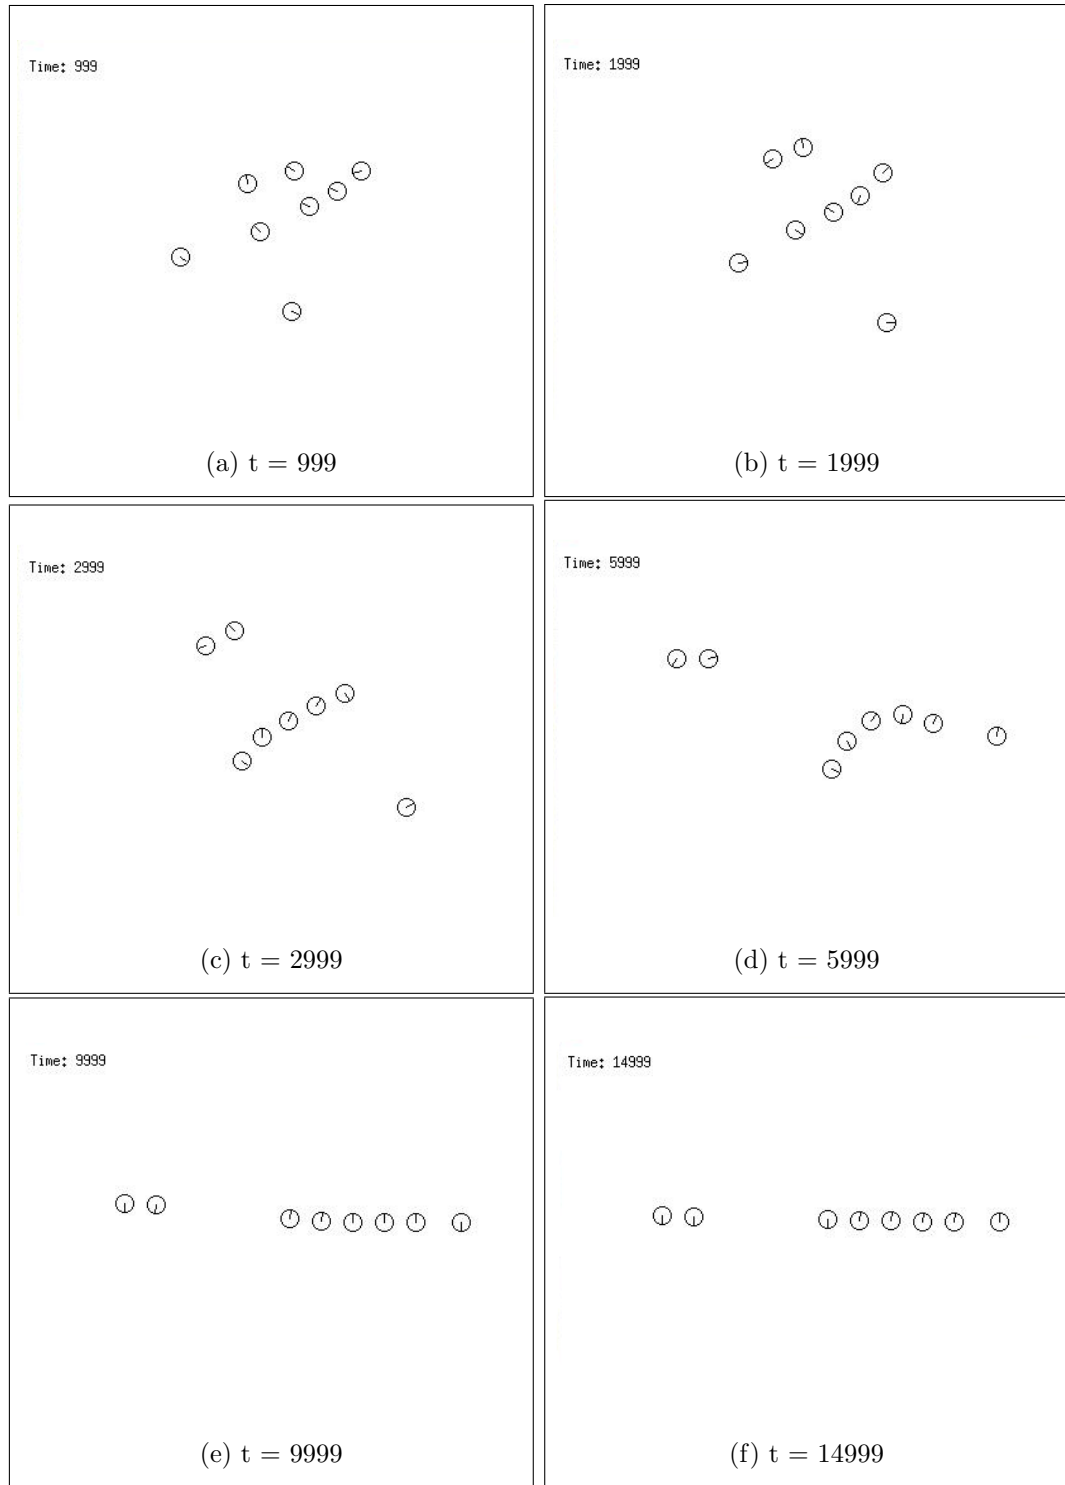 Time: 999
(a) t = 999
Time: 1999
(b) t = 1999
Time: 2999
(c) t = 2999
Time: 5999
(d) t = 5999
Time: 9999
(e) t = 9999
Time: 14999
(f) t = 14999